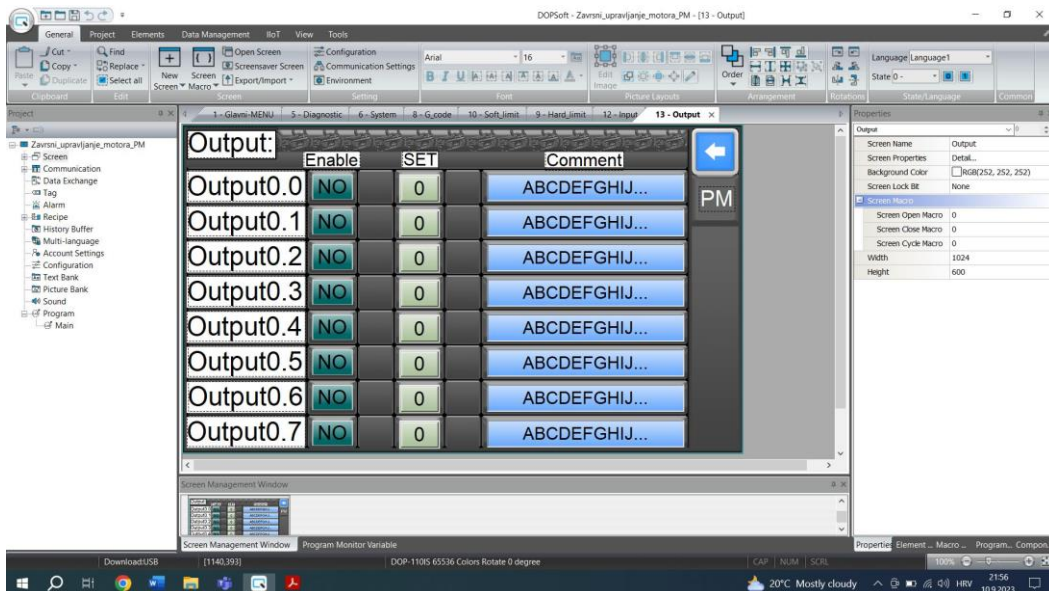 DOPSoft - Zavrsni_upravljanje_motora_PM - [13 - Output]
General Project Elements Data Management IIoT View Tools
Cut Find Open Screen Configuration Arial 16 Language Language1
Copy Replace Screensaver Screen Communication Settings
Paste Duplicate Select all New Screen Screen Macro Export/Import Environment B I U A Edit Image Order State 0 -
Clipboard Edit Screen Setting Font Picture Layouts Arrangement Rotations State/Language Common
Project 1 - Glavni-MENU 5 - Diagnostic 6 - System 8 - G_code 10 - Soft_limit 9 - Hard_limit 12 - Input 13 - Output Properties
Zavrsni_upravljanje_motora_PM
Screen
Communication
Data Exchange
Tag
Alarm
Recipe
History Buffer
Multi-language
Account Settings
Configuration
Text Bank
Picture Bank
Sound
Program
Main
Output:
Enable SET Comment
Output0.0 NO 0 ABCDEFGHIJ...
PM
Output0.1 NO 0 ABCDEFGHIJ...
Output0.2 NO 0 ABCDEFGHIJ...
Output0.3 NO 0 ABCDEFGHIJ...
Output0.4 NO 0 ABCDEFGHIJ...
Output0.5 NO 0 ABCDEFGHIJ...
Output0.6 NO 0 ABCDEFGHIJ...
Output0.7 NO 0 ABCDEFGHIJ...
Output
Screen Name Output
Screen Properties Detail...
Background Color RGB(252, 252, 252)
Screen Lock Bit None
Screen Macro
Screen Open Macro 0
Screen Close Macro 0
Screen Cycle Macro 0
Width 1024
Height 600
Screen Management Window
Screen Management Window Program Monitor Variable
Properties Element ... Macro ... Program... Compon.
Download:USB [1140,393] DOP-110IS 65536 Colors Rotate 0 degree CAP NUM SCRL 100%
20°C Mostly cloudy HRV 21:56
10.9.2023.